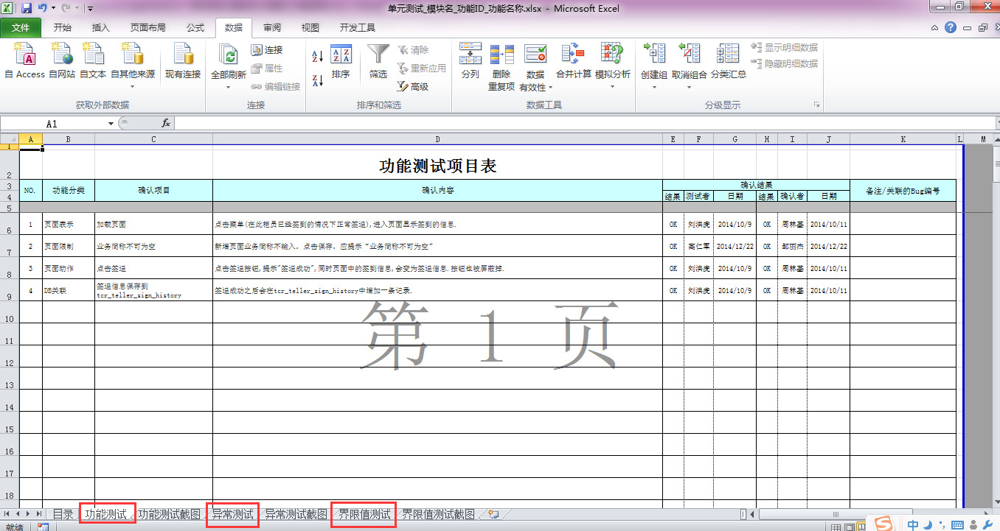 单元测试_模块名_功能ID_功能名称.xlsx - Microsoft Excel
文件 开始 插入 页面布局 公式 数据 审阅 视图 开发工具
自 Access 自网站 自文本 自其他来源 现有连接 全部刷新 连接 属性 编辑链接 排序 筛选 清除 重新应用 高级 分列 删除重复项 数据有效性 合并计算 模拟分析 创建组 取消组合 分类汇总 显示明细数据 隐藏明细数据
获取外部数据 连接 排序和筛选 数据工具 分级显示
A1 fx
A B C D E F G H I J K L M
1
2 功能测试项目表
3 NO. 功能分类 确认项目 确认内容 确认结果 备注/关联的Bug编号
4 结果 测试者 日期 结果 确认者 日期
5
6 1 页面表示 加载页面 点击菜单(在此柜员已经签到的情况下正常签退),进入页面显示签到的信息. OK 刘洪虎 2014/10/9 OK 周林基 2014/10/11
7 2 页面限制 业务简称不可为空 新增页面业务简称不输入，点击保存，应提示“业务简称不可为空” OK 高仁军 2014/12/22 OK 邹丽杰 2014/12/22
8 3 页面动作 点击签退 点击签退按钮,提示"签退成功",同时页面中的签到信息,会变为签退信息.按钮也被屏蔽掉. OK 刘洪虎 2014/10/9 OK 周林基 2014/10/11
9 4 DB关联 签退信息保存到tcr_teller_sign_history 签退成功之后会在tcr_teller_sign_history中增加一条记录. OK 刘洪虎 2014/10/9 OK 周林基 2014/10/11
10
11
第 1 页
12
13
14
15
16
17
18
目录 功能测试 功能测试截图 异常测试 异常测试截图 界限值测试 界限值测试截图
就绪 中